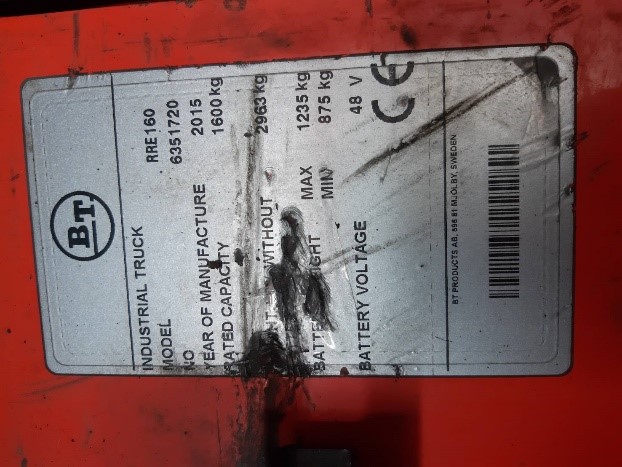 BT
INDUSTRIAL TRUCK
MODEL RRE160
NO 6351720
YEAR OF MANUFACTURE 2015
RATED CAPACITY 1600 kg
WITHOUT 2963 kg
MAX 1235 kg
MIN 875 kg
BATTERY VOLTAGE 48 V
CE
BT PRODUCTS AB, 595 81 MJÖLBY, SWEDEN